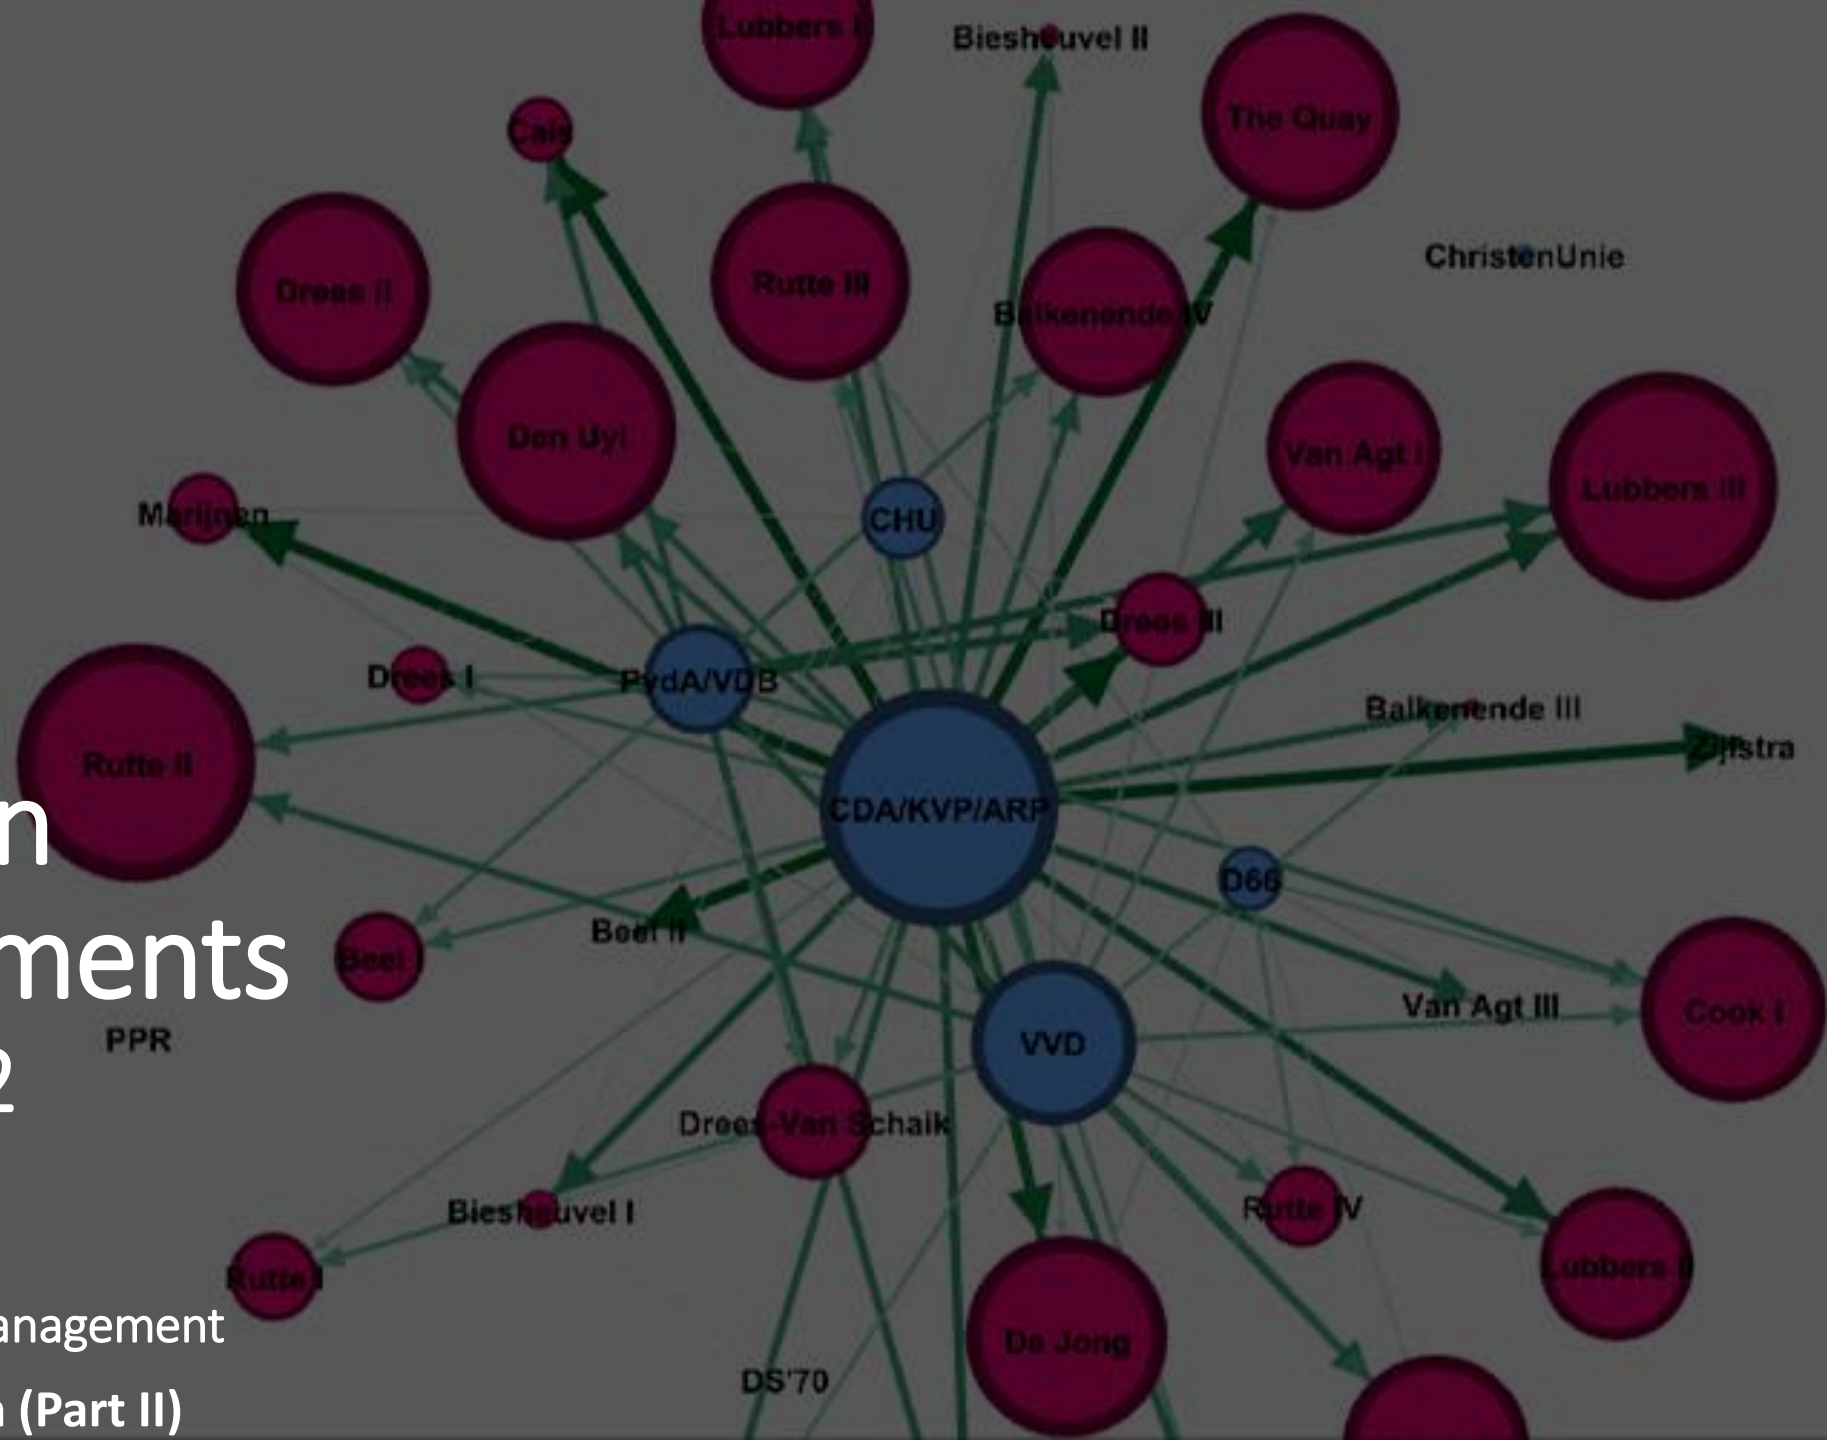 Lubbers I
Biesheuvel II
The Quay
Cals
ChristenUnie
Drees II
Rutte III
Balkenende IV
Den Uyl
Van Agt I
Lubbers III
Marijnen
CHU
Drees III
Drees I
PvdA/VDB
Balkenende III
Zijlstra
Rutte II
CDA/KVP/ARP
n
D66
Beel II
Beel I
ments
Van Agt III
Cook I
PPR
VVD
2
Drees-Van Schaik
Biesheuvel I
Rutte IV
Rutte I
Lubbers II
anagement
De Jong
DS'70
(Part II)